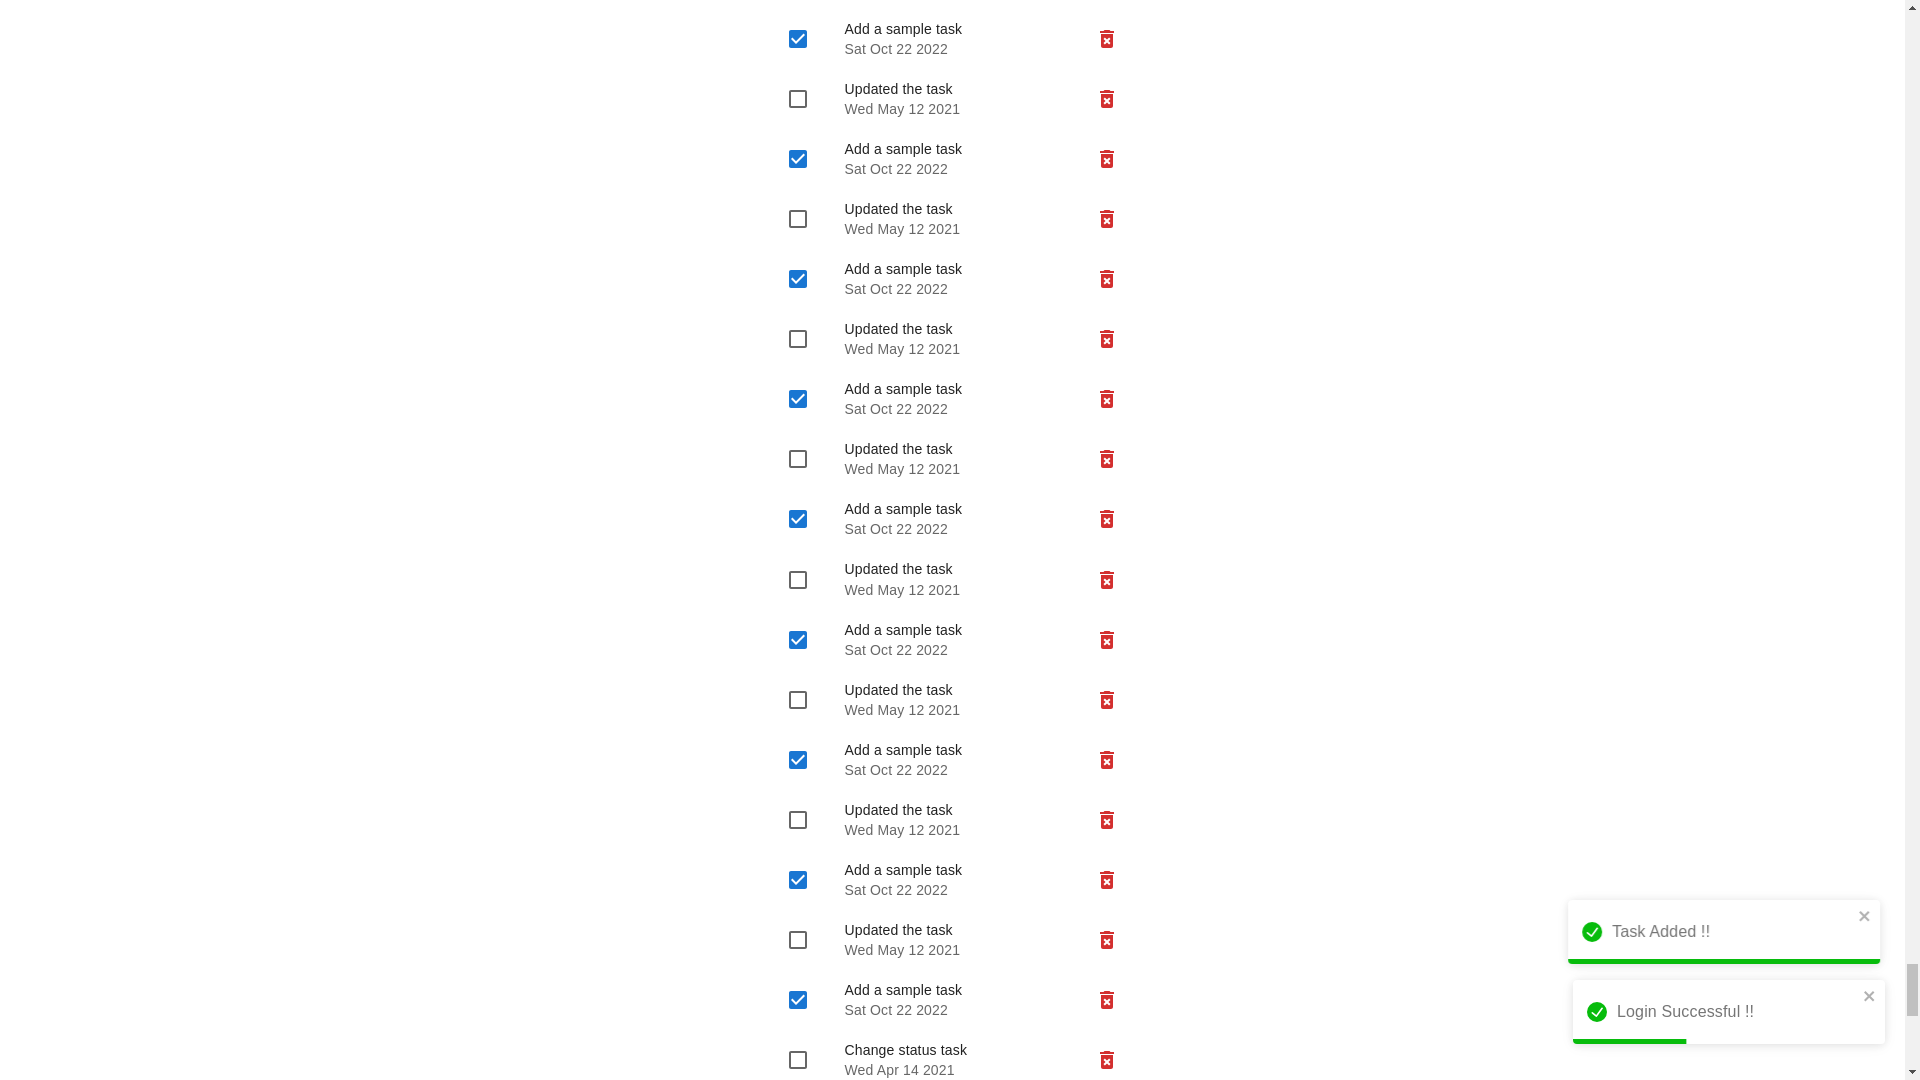 Add a sample task
Sat Oct 22 2022
Updated the task
Wed May 12 2021
Add a sample task
Sat Oct 22 2022
Updated the task
Wed May 12 2021
Add a sample task
Sat Oct 22 2022
Updated the task
Wed May 12 2021
Add a sample task
Sat Oct 22 2022
Updated the task
Wed May 12 2021
Add a sample task
Sat Oct 22 2022
Updated the task
Wed May 12 2021
Add a sample task
Sat Oct 22 2022
Updated the task
Wed May 12 2021
Add a sample task
Sat Oct 22 2022
Updated the task
Wed May 12 2021
Add a sample task
Sat Oct 22 2022
Updated the task
Wed May 12 2021
Add a sample task
Sat Oct 22 2022
Change status task
Wed Apr 14 2021
Task Added !!
Login Successful !!